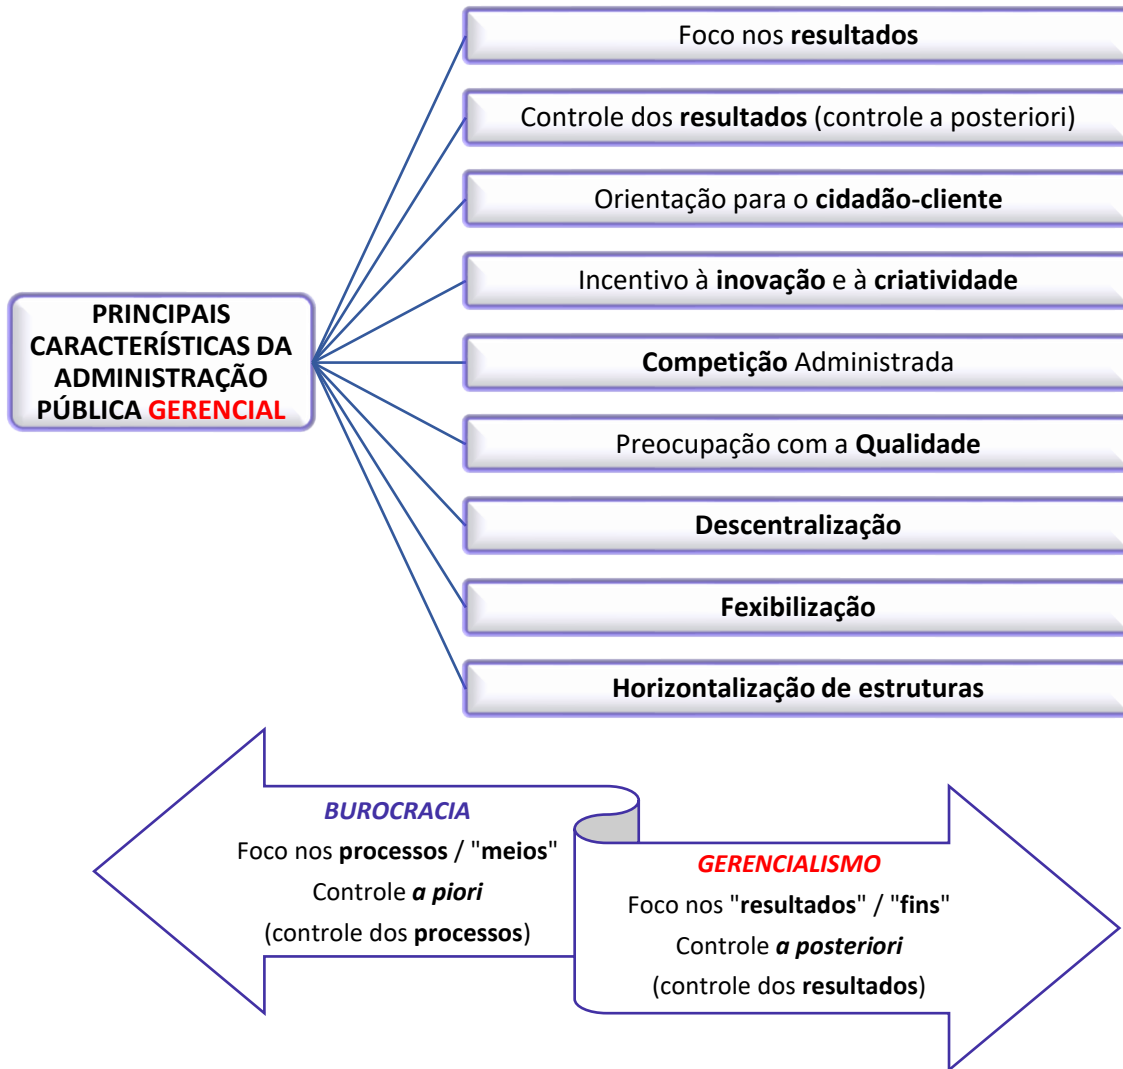 Foco nos resultados
Controle dos resultados (controle a posteriori)
Orientação para o cidadão-cliente
Incentivo à inovação e à criatividade
PRINCIPAIS
CARACTERÍSTICAS DA
ADMINISTRAÇÃO
PÚBLICA GERENCIAL
Competição Administrada
Preocupação com a Qualidade
Descentralização
Fexibilização
Horizontalização de estruturas
BUROCRACIA
Foco nos processos / "meios"
Controle a piori
(controle dos processos)
GERENCIALISMO
Foco nos "resultados" / "fins"
Controle a posteriori
(controle dos resultados)